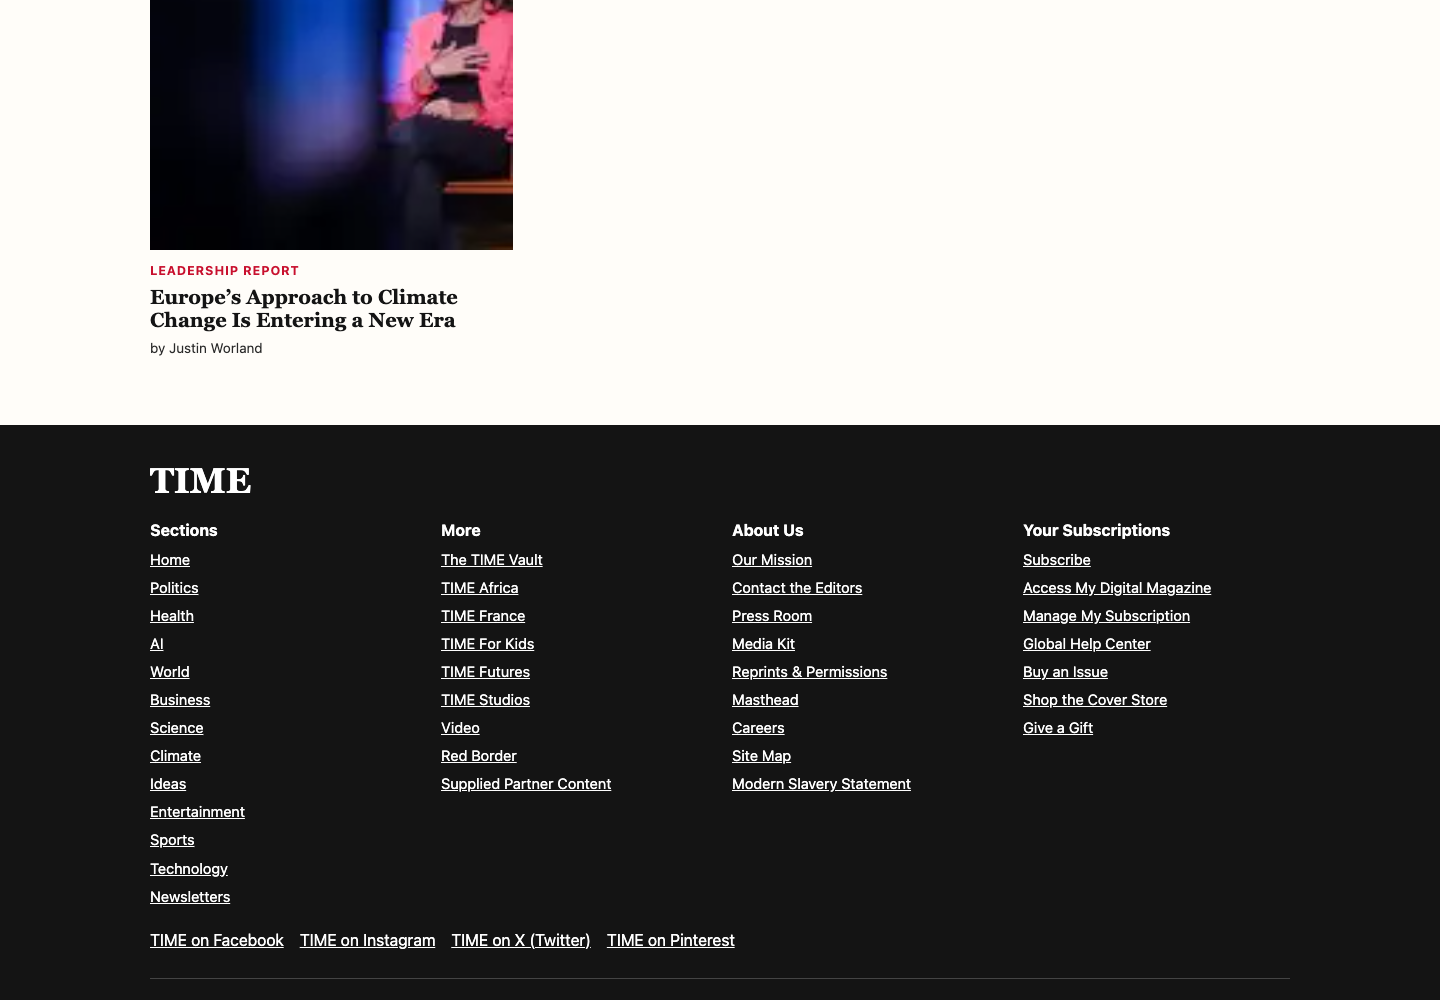 LEADERSHIP REPORT
Europe’s Approach to Climate
Change Is Entering a New Era
by Justin Worland
TIME
Sections
Home
Politics
Health
AI
World
Business
Science
Climate
Ideas
Entertainment
Sports
Technology
Newsletters
More
The TIME Vault
TIME Africa
TIME France
TIME For Kids
TIME Futures
TIME Studios
Video
Red Border
Supplied Partner Content
About Us
Our Mission
Contact the Editors
Press Room
Media Kit
Reprints & Permissions
Masthead
Careers
Site Map
Modern Slavery Statement
Your Subscriptions
Subscribe
Access My Digital Magazine
Manage My Subscription
Global Help Center
Buy an Issue
Shop the Cover Store
Give a Gift
TIME on Facebook TIME on Instagram TIME on X (Twitter) TIME on Pinterest